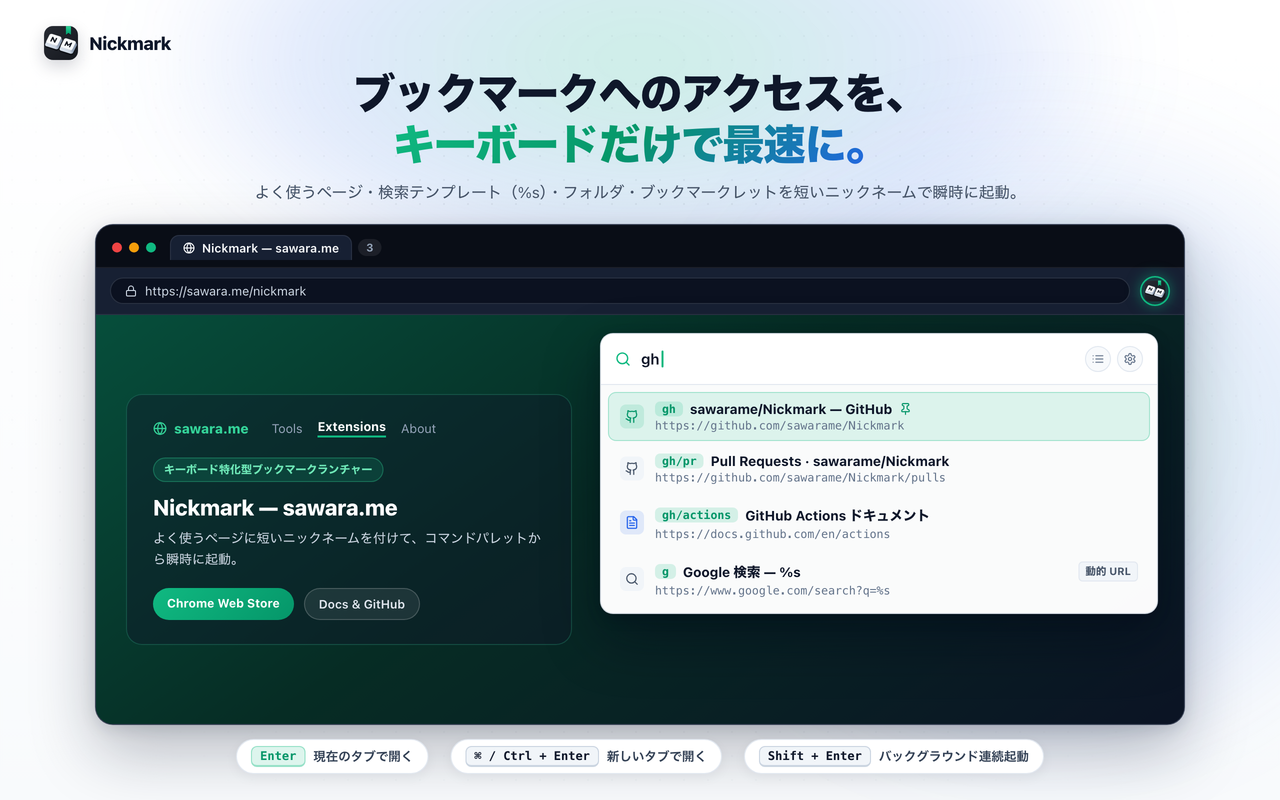 N M
Nickmark
ブックマークへのアクセスを、
キーボードだけで最速に。
よく使うページ・検索テンプレート（%s）・フォルダ・ブックマークレットを短いニックネームで瞬時に起動。
Nickmark — sawara.me
3
https://sawara.me/nickmark
N M
gh
gh sawarame/Nickmark — GitHub
https://github.com/sawarame/Nickmark
gh/pr Pull Requests · sawarame/Nickmark
https://github.com/sawarame/Nickmark/pulls
gh/actions GitHub Actions ドキュメント
https://docs.github.com/en/actions
g Google 検索 — %s 動的 URL
https://www.google.com/search?q=%s
sawara.me Tools Extensions About
キーボード特化型ブックマークランチャー
Nickmark — sawara.me
よく使うページに短いニックネームを付けて、コマンドパレットか
ら瞬時に起動。
Chrome Web Store Docs & GitHub
Enter 現在のタブで開く
⌘ / Ctrl + Enter 新しいタブで開く
Shift + Enter バックグラウンド連続起動